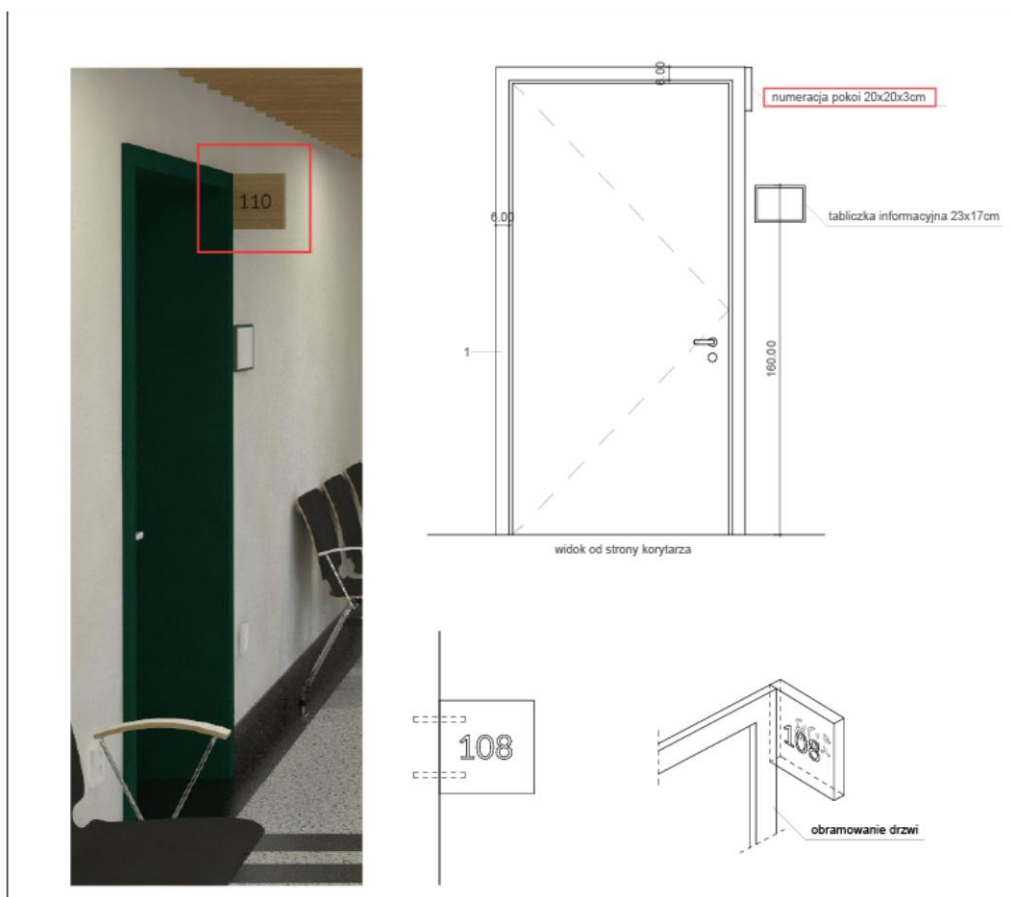 110
6.00
numeracja pokoi 20x20x3cm
6.00
tabliczka informacyjna 23x17cm
1
160.00
widok od strony korytarza
108
108
obramowanie drzwi